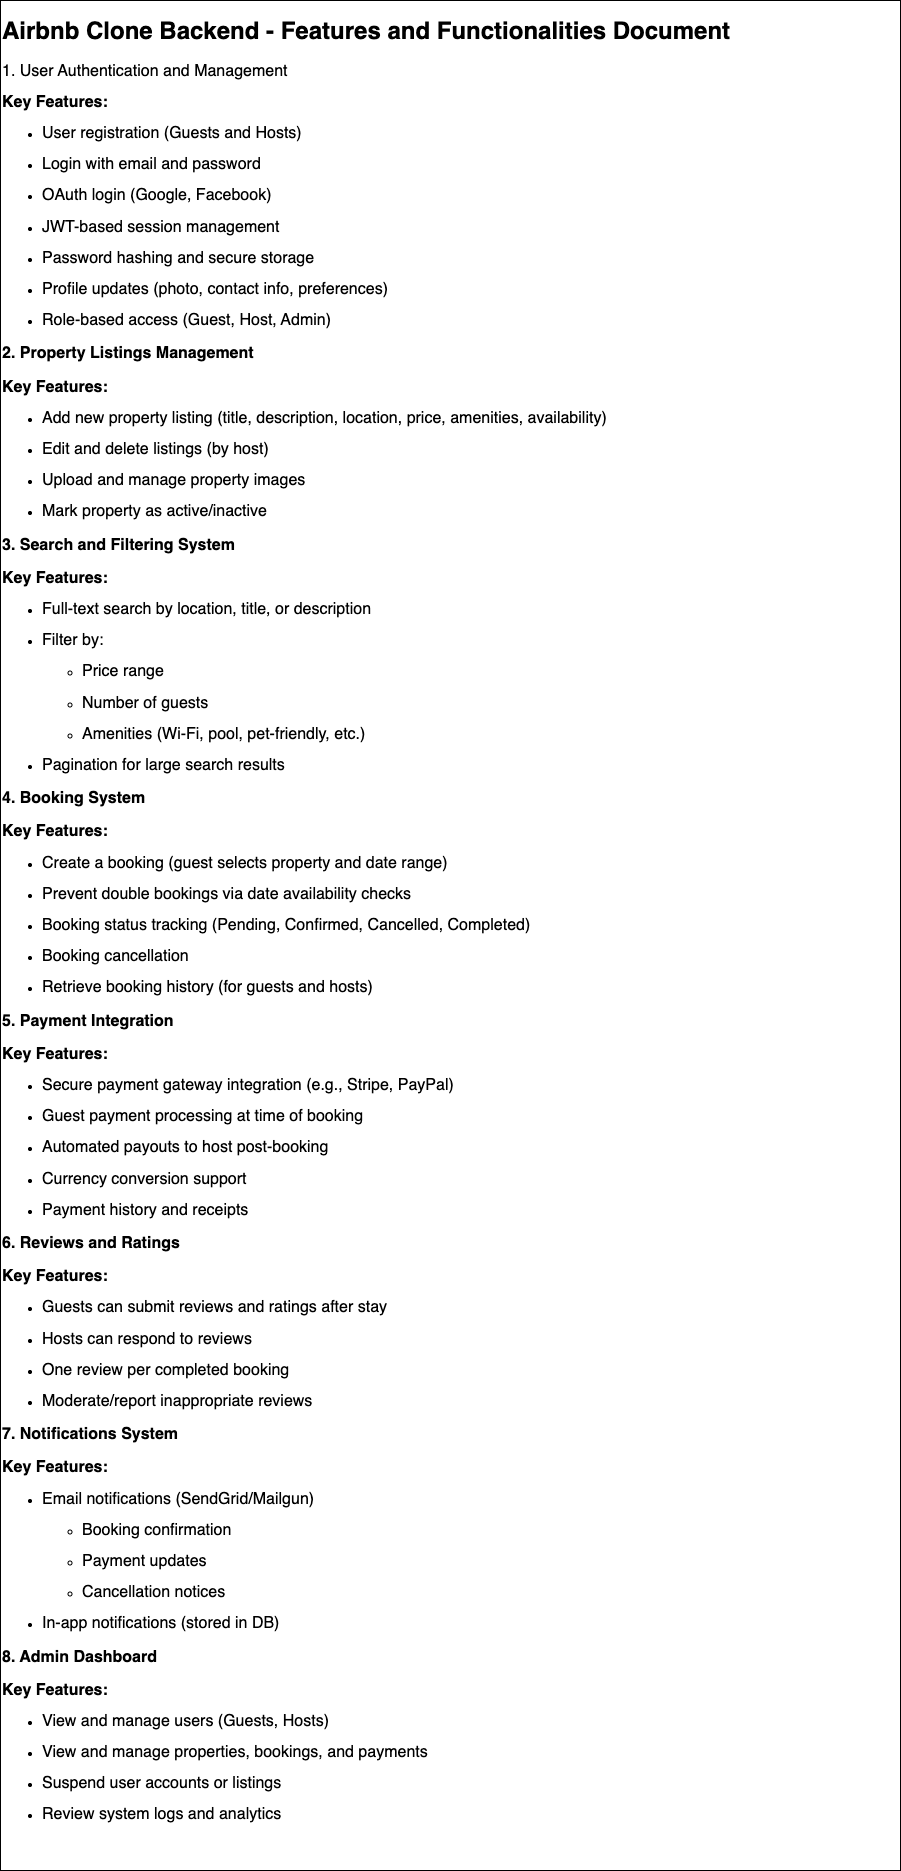 Airbnb Clone Backend - Features and Functionalities Document
1. User Authentication and Management
Key Features:
• User registration (Guests and Hosts)
• Login with email and password
• OAuth login (Google, Facebook)
• JWT-based session management
• Password hashing and secure storage
• Profile updates (photo, contact info, preferences)
• Role-based access (Guest, Host, Admin)
2. Property Listings Management
Key Features:
• Add new property listing (title, description, location, price, amenities, availability)
• Edit and delete listings (by host)
• Upload and manage property images
• Mark property as active/inactive
3. Search and Filtering System
Key Features:
• Full-text search by location, title, or description
• Filter by:
◦ Price range
◦ Number of guests
◦ Amenities (Wi-Fi, pool, pet-friendly, etc.)
• Pagination for large search results
4. Booking System
Key Features:
• Create a booking (guest selects property and date range)
• Prevent double bookings via date availability checks
• Booking status tracking (Pending, Confirmed, Cancelled, Completed)
• Booking cancellation
• Retrieve booking history (for guests and hosts)
5. Payment Integration
Key Features:
• Secure payment gateway integration (e.g., Stripe, PayPal)
• Guest payment processing at time of booking
• Automated payouts to host post-booking
• Currency conversion support
• Payment history and receipts
6. Reviews and Ratings
Key Features:
• Guests can submit reviews and ratings after stay
• Hosts can respond to reviews
• One review per completed booking
• Moderate/report inappropriate reviews
7. Notifications System
Key Features:
• Email notifications (SendGrid/Mailgun)
◦ Booking confirmation
◦ Payment updates
◦ Cancellation notices
• In-app notifications (stored in DB)
8. Admin Dashboard
Key Features:
• View and manage users (Guests, Hosts)
• View and manage properties, bookings, and payments
• Suspend user accounts or listings
• Review system logs and analytics